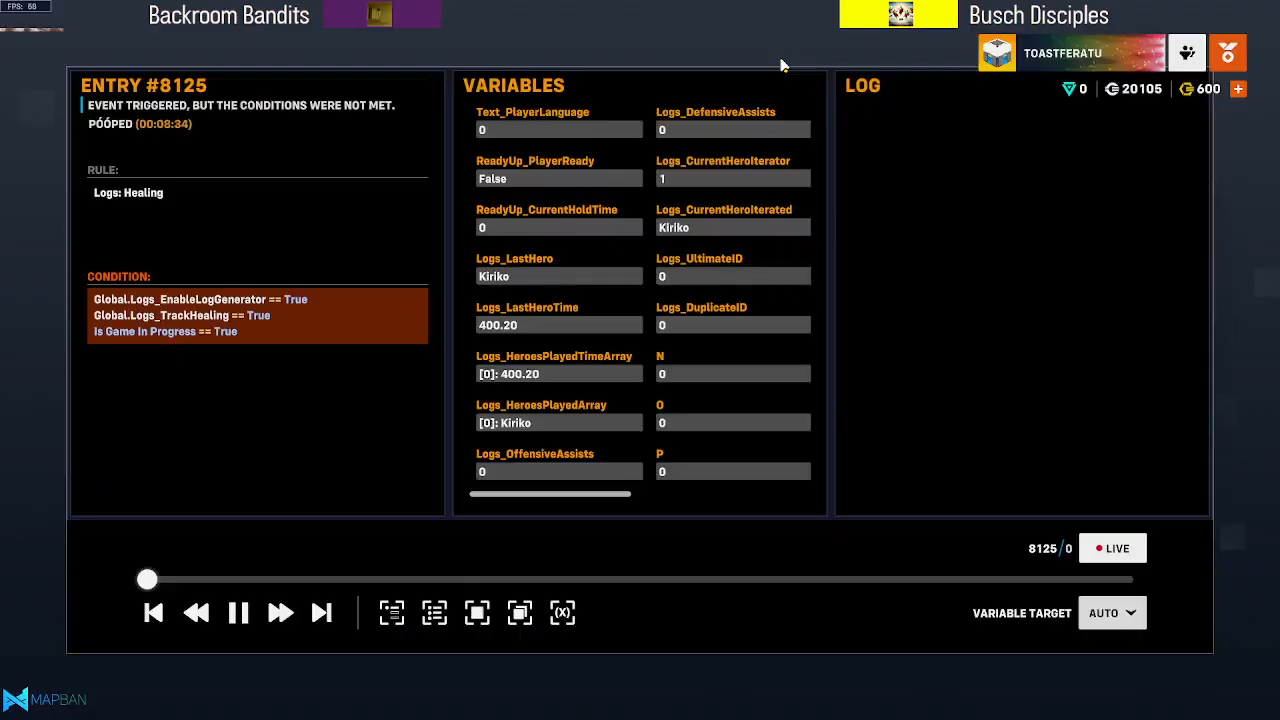 FPS: 58
Backroom Bandits
Busch Disciples
TOASTFERATU
0 | 20105 | 600 +
ENTRY #8125
EVENT TRIGGERED, BUT THE CONDITIONS WERE NOT MET.
PÓÓPED (00:08:34)
RULE:
Logs: Healing
CONDITION:
Global.Logs_EnableLogGenerator == True
Global.Logs_TrackHealing == True
Is Game In Progress == True
VARIABLES
Text_PlayerLanguage
0
ReadyUp_PlayerReady
False
ReadyUp_CurrentHoldTime
0
Logs_LastHero
Kiriko
Logs_LastHeroTime
400.20
Logs_HeroesPlayedTimeArray
[0]: 400.20
Logs_HeroesPlayedArray
[0]: Kiriko
Logs_OffensiveAssists
0
Logs_DefensiveAssists
0
Logs_CurrentHeroIterator
1
Logs_CurrentHeroIterated
Kiriko
Logs_UltimateID
0
Logs_DuplicateID
0
N
0
O
0
P
0
LOG
8125/0
LIVE
(x)
VARIABLE TARGET
AUTO
MAPBAN